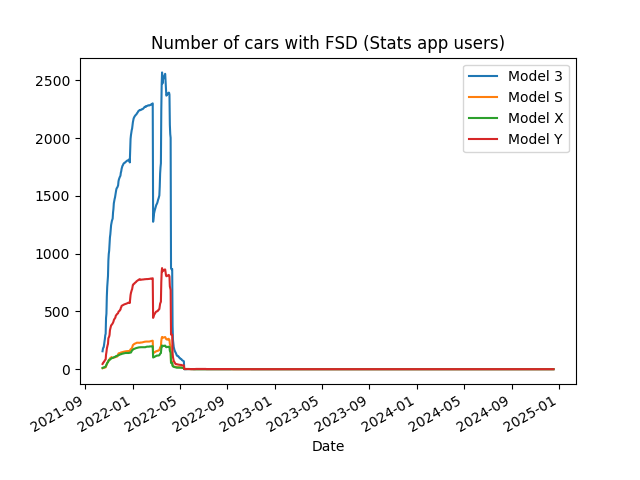 Number of cars with FSD (Stats app users)
Model 3
Model S
Model X
Model Y
2500
2000
1500
1000
500
0
2021-09
2022-01
2022-05
2022-09
2023-01
2023-05
2023-09
2024-01
2024-05
2024-09
2025-01
Date